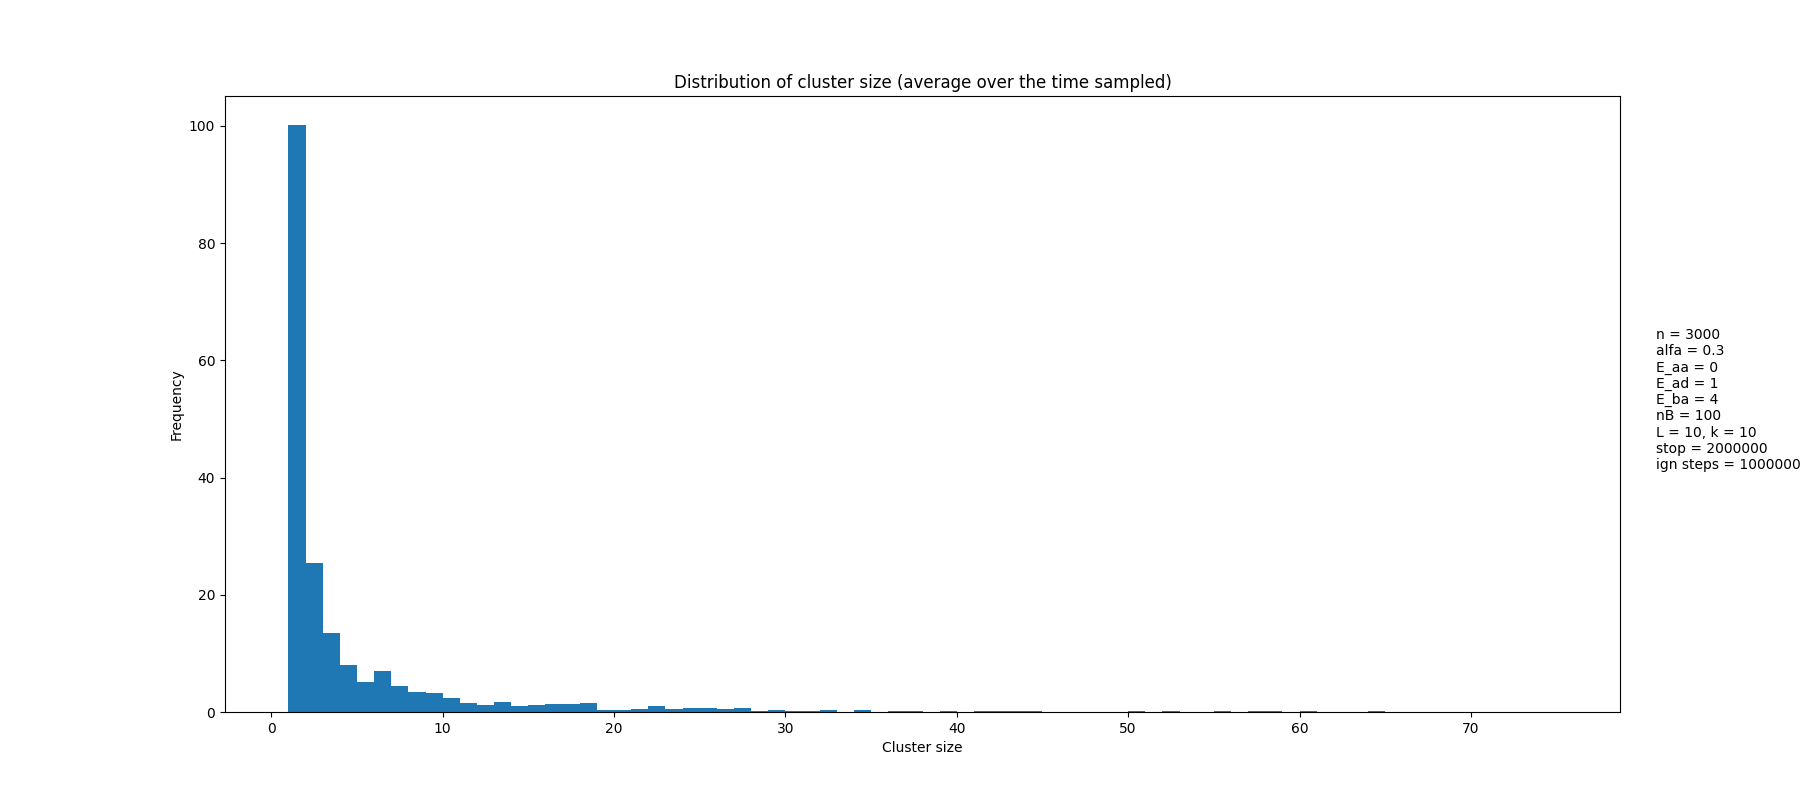 Distribution of cluster size (average over the time sampled)
100
80
60
40
20
0
Frequency
0 10 20 30 40 50 60 70
Cluster size
n = 3000
alfa = 0.3
E_aa = 0
E_ad = 1
E_ba = 4
nB = 100
L = 10, k = 10
stop = 2000000
ign steps = 1000000